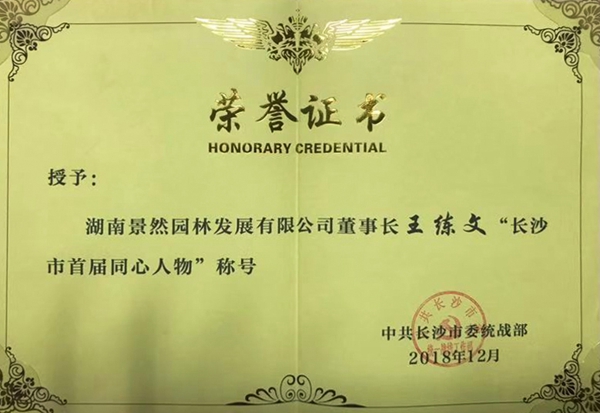 荣誉证书
HONORARY CREDENTIAL
授予：
湖南景然园林发展有限公司董事长王练文“长沙
市首届同心人物”称号
中共长沙市委统战部
2018年12月